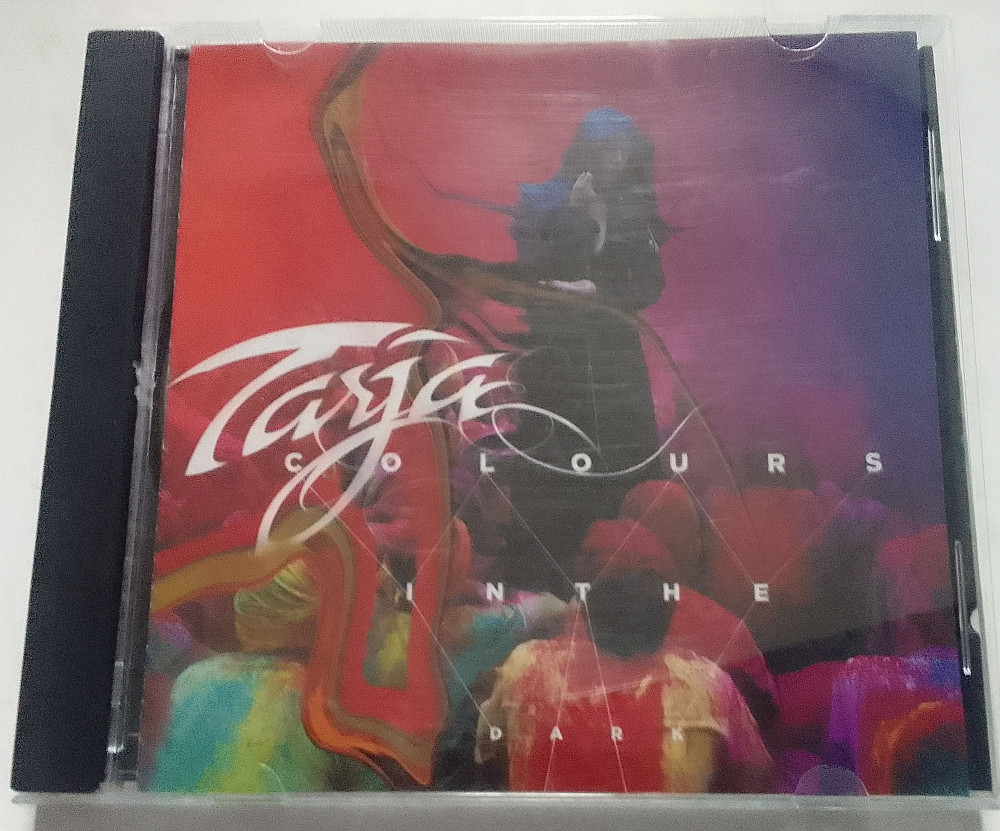 Tarja
COLOURS
IN THE
DARK